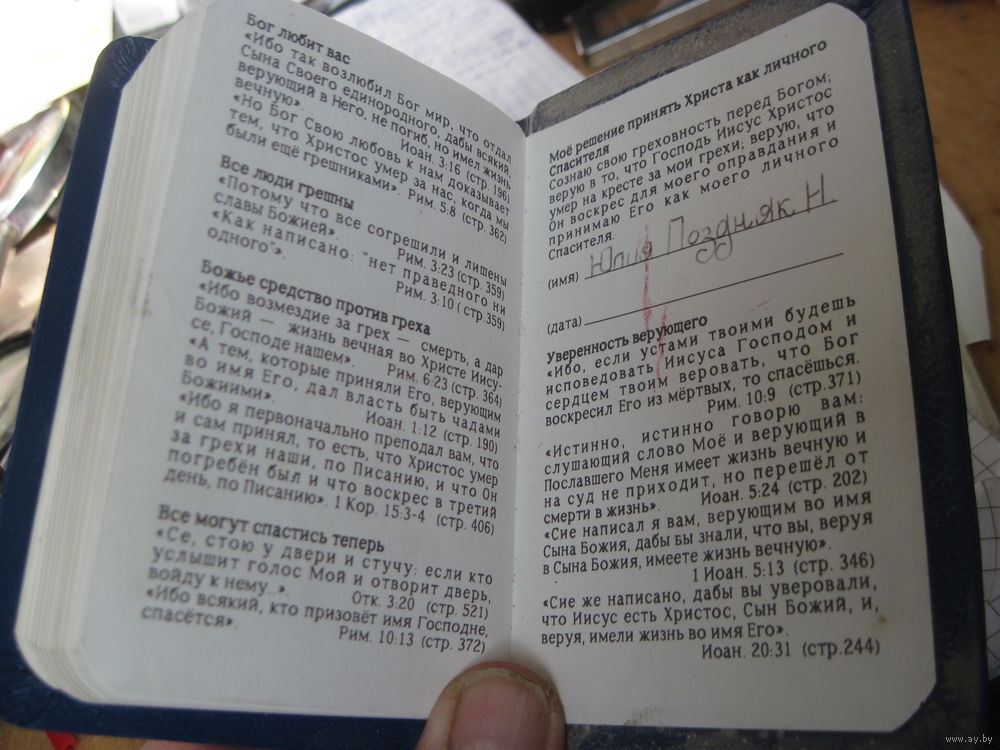 Бог любит вас
«Ибо так возлюбил Бог мир, что отдал
Сына Своего единородного, дабы всякий,
верующий в Него, не погиб, но имел жизнь
вечную». Иоан. 3:16 (стр. 196)
«Но Бог Свою любовь к нам доказывает
тем, что Христос умер за нас, когда мы
были ещё грешниками». Рим. 5:8 (стр. 362)
Все люди грешны
«Потому что все согрешили и лишены
славы Божией». Рим. 3:23 (стр. 359)
«Как написано: "нет праведного ни
одного"». Рим. 3:10 (стр.359)
Божье средство против греха
«Ибо возмездие за грех — смерть, а дар
Божий — жизнь вечная во Христе Иису-
се, Господе нашем». Рим. 6:23 (стр. 364)
«А тем, которые приняли Его, верующим
во имя Его, дал власть быть чадами
Божиими». Иоан. 1:12 (стр. 190)
«Ибо я первоначально преподал вам, что
и сам принял, то есть, что Христос умер
за грехи наши, по Писанию, и что Он
погребён был и что воскрес в третий
день, по Писанию». 1 Кор. 15:3-4 (стр. 406)
Все могут спастись теперь
«Се, стою у двери и стучу: если кто
услышит голос Мой и отворит дверь,
войду к нему..». Отк. 3:20 (стр. 521)
«Ибо всякий, кто призовёт имя Господне,
спасётся». Рим. 10:13 (стр. 372)
Моё решение принять Христа как личного
Спасителя
Сознаю свою греховность перед Богом;
верую в то, что Господь Иисус Христос
умер на кресте за мои грехи; верую, что
Он воскрес для моего оправдания и
принимаю Его как моего личного
Спасителя.
(имя) Юлия Поздняк Н.
(дата)
Уверенность верующего
«Ибо, если устами твоими будешь
исповедовать Иисуса Господом и
сердцем твоим веровать, что Бог
воскресил Его из мёртвых, то спасёшься.
Рим. 10:9 (стр.371)
«Истинно, истинно говорю вам:
слушающий слово Моё и верующий в
Пославшего Меня имеет жизнь вечную и
на суд не приходит, но перешёл от
смерти в жизнь». Иоан. 5:24 (стр. 202)
«Сие написал я вам, верующим во имя
Сына Божия, дабы вы знали, что вы, веруя
в Сына Божия, имеете жизнь вечную».
1 Иоан. 5:13 (стр. 346)
«Сие же написано, дабы вы уверовали,
что Иисус есть Христос, Сын Божий, и,
веруя, имели жизнь во имя Его».
Иоан. 20:31 (стр.244)
www.ay.by